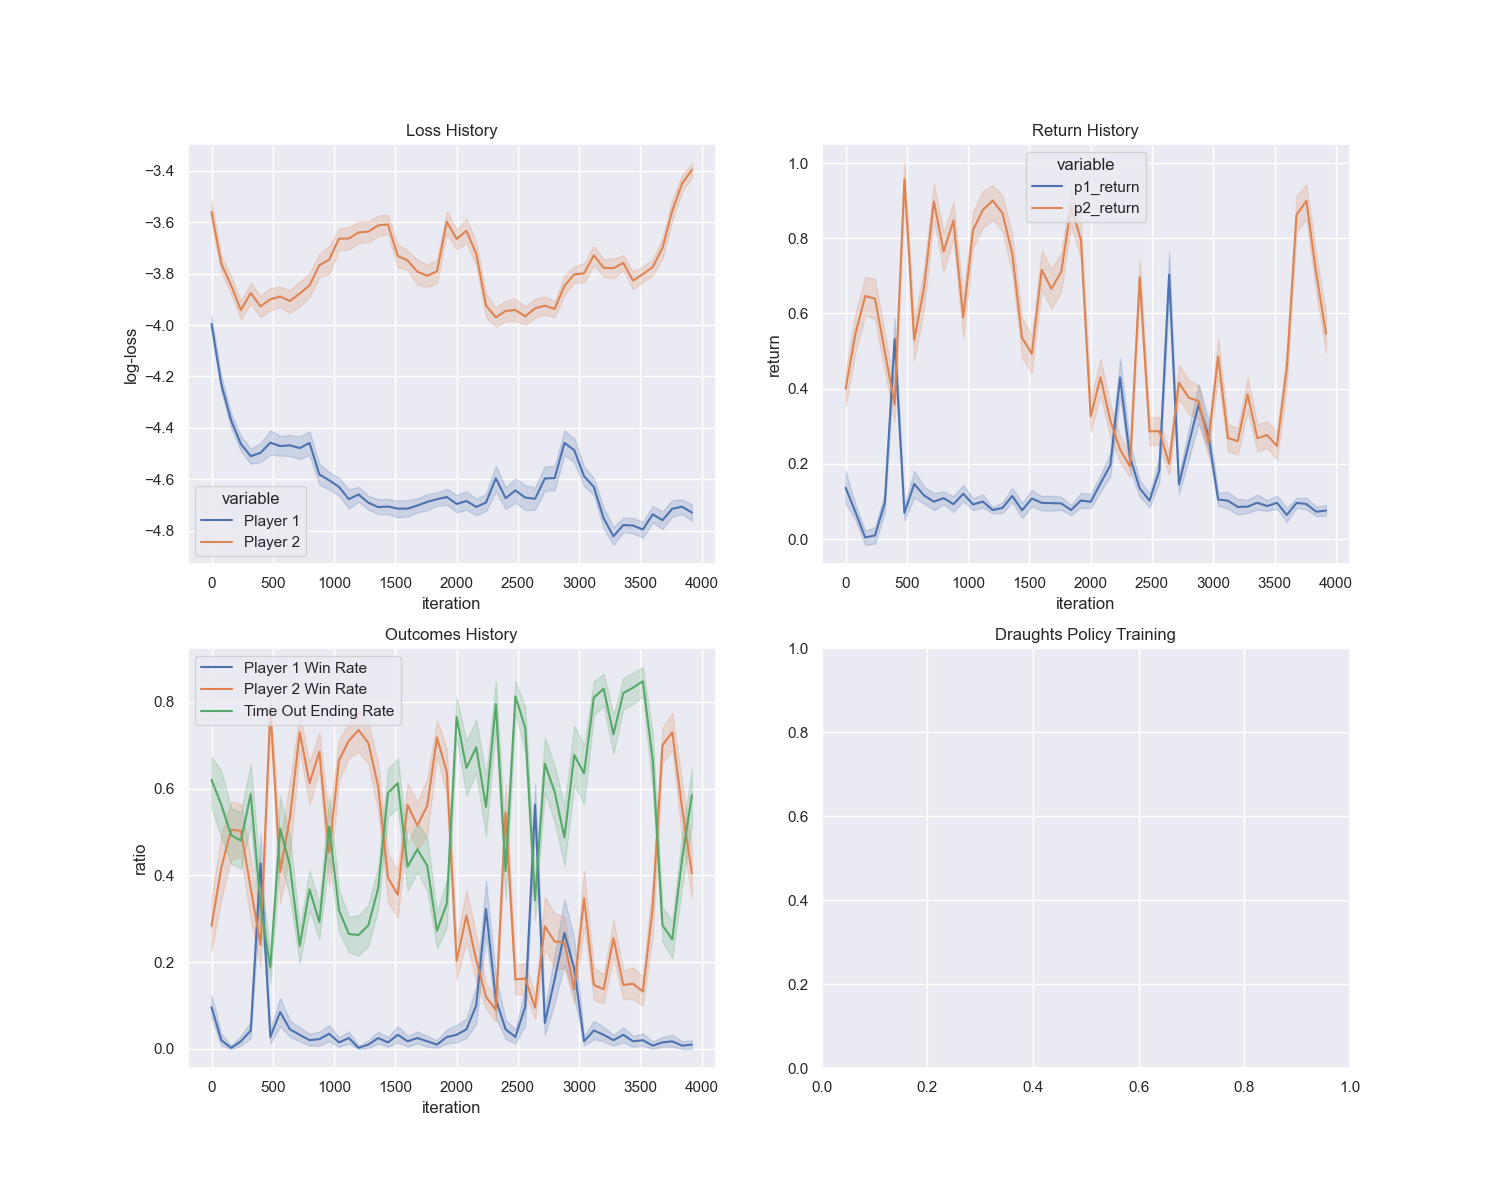 Loss History
−3.4
−3.6
−3.8
−4.0
−4.2
−4.4
−4.6
−4.8
log-loss
variable
Player 1
Player 2
0 500 1000 1500 2000 2500 3000 3500 4000
iteration
Return History
1.0
0.8
0.6
0.4
0.2
0.0
return
variable
p1_return
p2_return
0 500 1000 1500 2000 2500 3000 3500 4000
iteration
Outcomes History
Player 1 Win Rate
Player 2 Win Rate
Time Out Ending Rate
0.8
0.6
0.4
0.2
0.0
ratio
0 500 1000 1500 2000 2500 3000 3500 4000
iteration
Draughts Policy Training
1.0
0.8
0.6
0.4
0.2
0.0
0.0 0.2 0.4 0.6 0.8 1.0